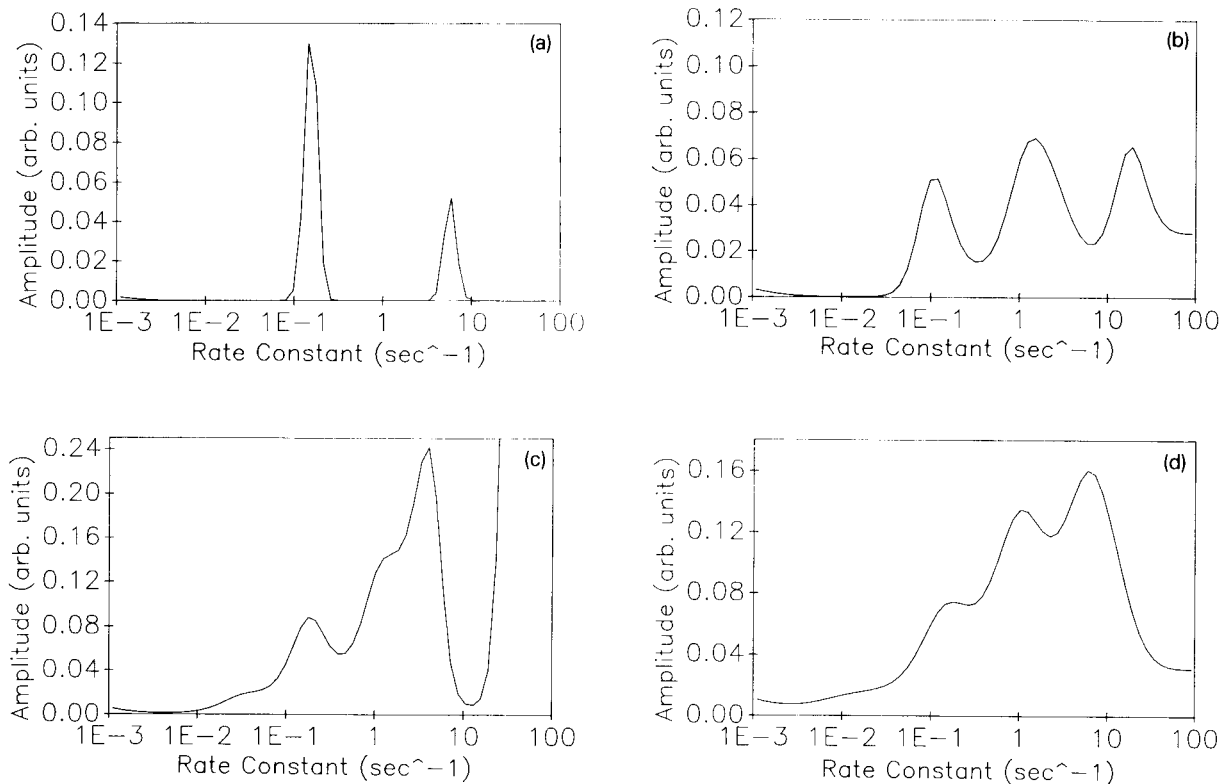 (a)
Amplitude (arb. units)
0.14
0.12
0.10
0.08
0.06
0.04
0.02
0.00
1E-3 1E-2 1E-1 1 10 100
Rate Constant (sec^-1)
(b)
Amplitude (arb. units)
0.12
0.10
0.08
0.06
0.04
0.02
0.00
1E-3 1E-2 1E-1 1 10 100
Rate Constant (sec^-1)
(c)
Amplitude (arb. units)
0.24
0.20
0.16
0.12
0.08
0.04
0.00
1E-3 1E-2 1E-1 1 10 100
Rate Constant (sec^-1)
(d)
Amplitude (arb. units)
0.16
0.12
0.08
0.04
0.00
1E-3 1E-2 1E-1 1 10 100
Rate Constant (sec^-1)